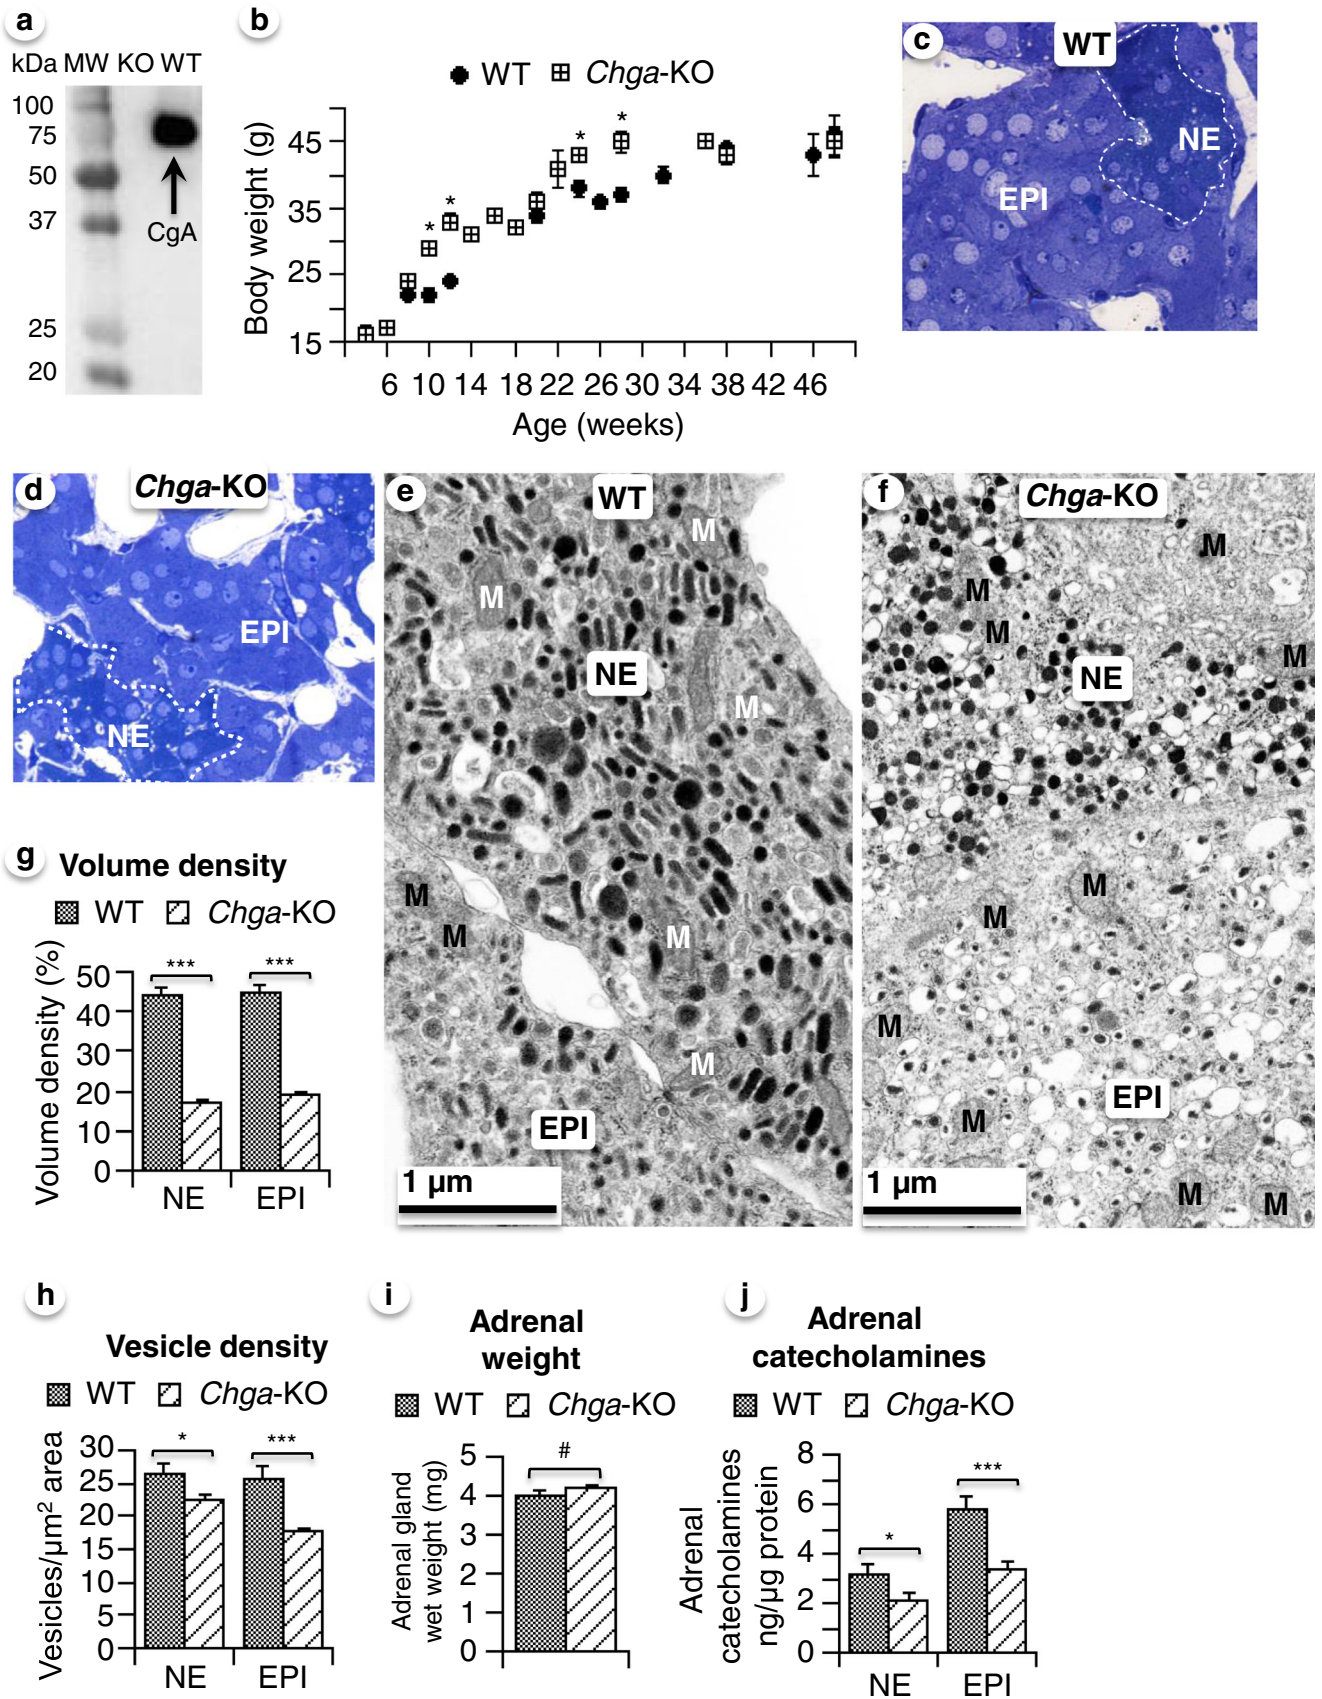 a
kDa MW KO WT
100
75
50
37
25
20
CgA
b
WT Chga-KO
Body weight (g)
45
35
25
15
* * * *
6 10 14 18 22 26 30 34 38 42 46
Age (weeks)
c
WT
NE
EPI
d
Chga-KO
EPI
NE
e
WT
M
M
NE
M
M
M
M
M
EPI
1 µm
f
Chga-KO
M
M
M
M
NE
M
M
M
EPI
M
M
M
1 µm
g
Volume density
WT Chga-KO
Volume density (%)
50
40
30
20
10
0
*** ***
NE EPI
h
Vesicle density
WT Chga-KO
Vesicles/µm² area
30
25
20
15
10
5
0
* ***
NE EPI
i
Adrenal
weight
WT Chga-KO
Adrenal gland
wet weight (mg)
5
4
3
2
1
0
#
j
Adrenal
catecholamines
WT Chga-KO
Adrenal
catecholamines
ng/µg protein
8
6
4
2
0
* ***
NE EPI